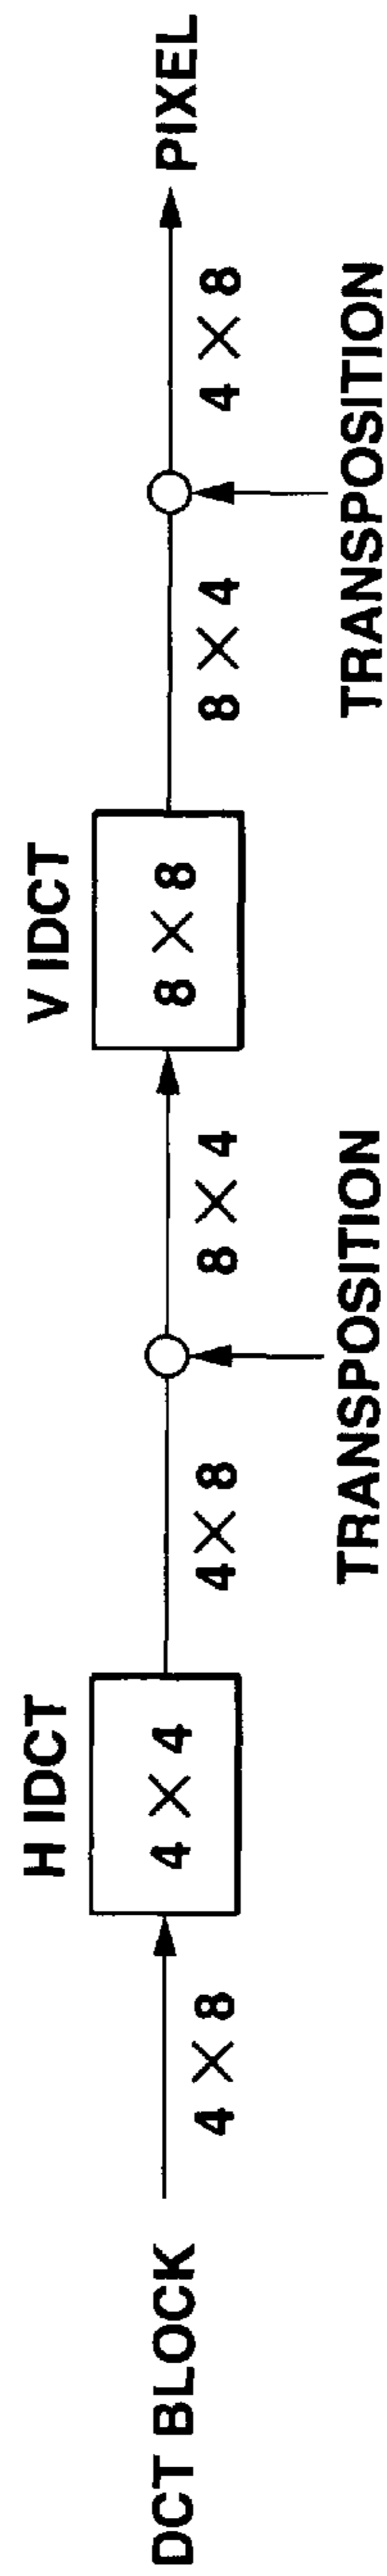 DCT BLOCK
4 × 8
H IDCT
4 × 4
4 × 8
TRANSPOSITION
8 × 4
V IDCT
8 × 8
8 × 4
TRANSPOSITION
4 × 8
PIXEL